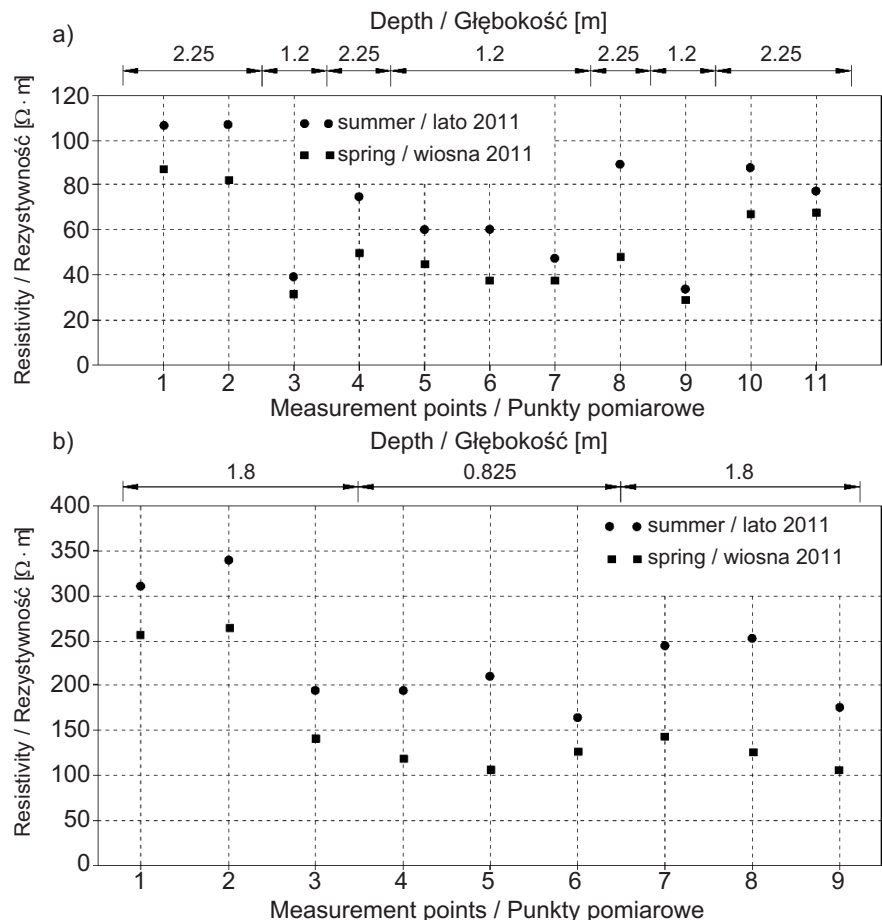 a)
Depth / Głębokość [m]
2.25 1.2 2.25 1.2 2.25 1.2 2.25
Resistivity / Rezystywność [Ω · m]
120
100
80
60
40
20
0
summer / lato 2011
spring / wiosna 2011
1 2 3 4 5 6 7 8 9 10 11
Measurement points / Punkty pomiarowe
b)
Depth / Głębokość [m]
1.8 0.825 1.8
Resistivity / Rezystywność [Ω · m]
400
350
300
250
200
150
100
50
0
summer / lato 2011
spring / wiosna 2011
1 2 3 4 5 6 7 8 9
Measurement points / Punkty pomiarowe